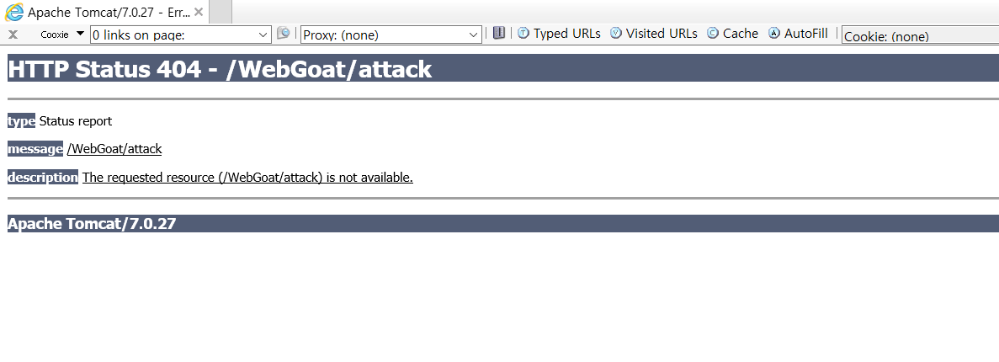 Apache Tomcat/7.0.27 - Err...
Cooxie 0 links on page: Proxy: (none) Typed URLs Visited URLs Cache AutoFill Cookie: (none)
HTTP Status 404 - /WebGoat/attack
type Status report
message /WebGoat/attack
description The requested resource (/WebGoat/attack) is not available.
Apache Tomcat/7.0.27